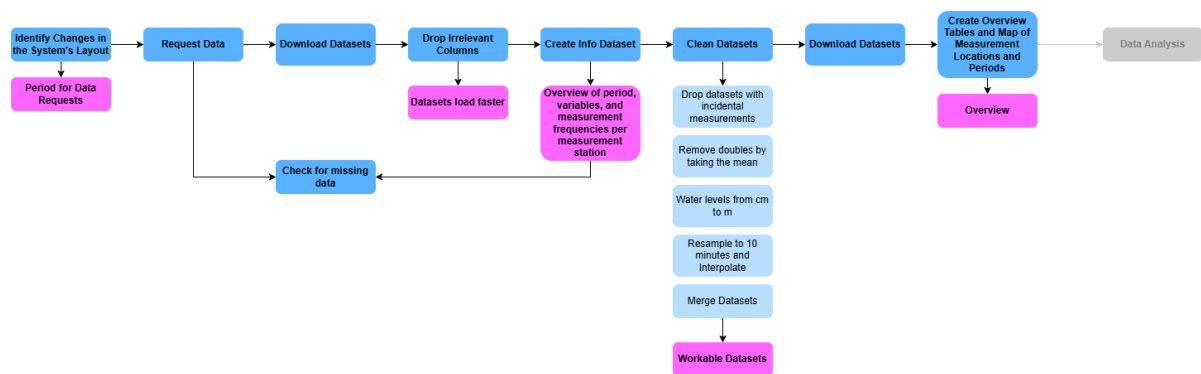 Identify Changes in
the System's Layout
Period for Data
Requests
Request Data
Download Datasets
Drop Irrelevant
Columns
Datasets load faster
Create Info Dataset
Overview of period,
variables, and
measurement
frequencies per
measurement
station
Check for missing
data
Clean Datasets
Drop datasets with
incidental
measurements
Remove doubles by
taking the mean
Water levels from cm
to m
Resample to 10
minutes and
Interpolate
Merge Datasets
Workable Datasets
Download Datasets
Create Overview
Tables and Map of
Measurement
Locations and
Periods
Overview
Data Analysis